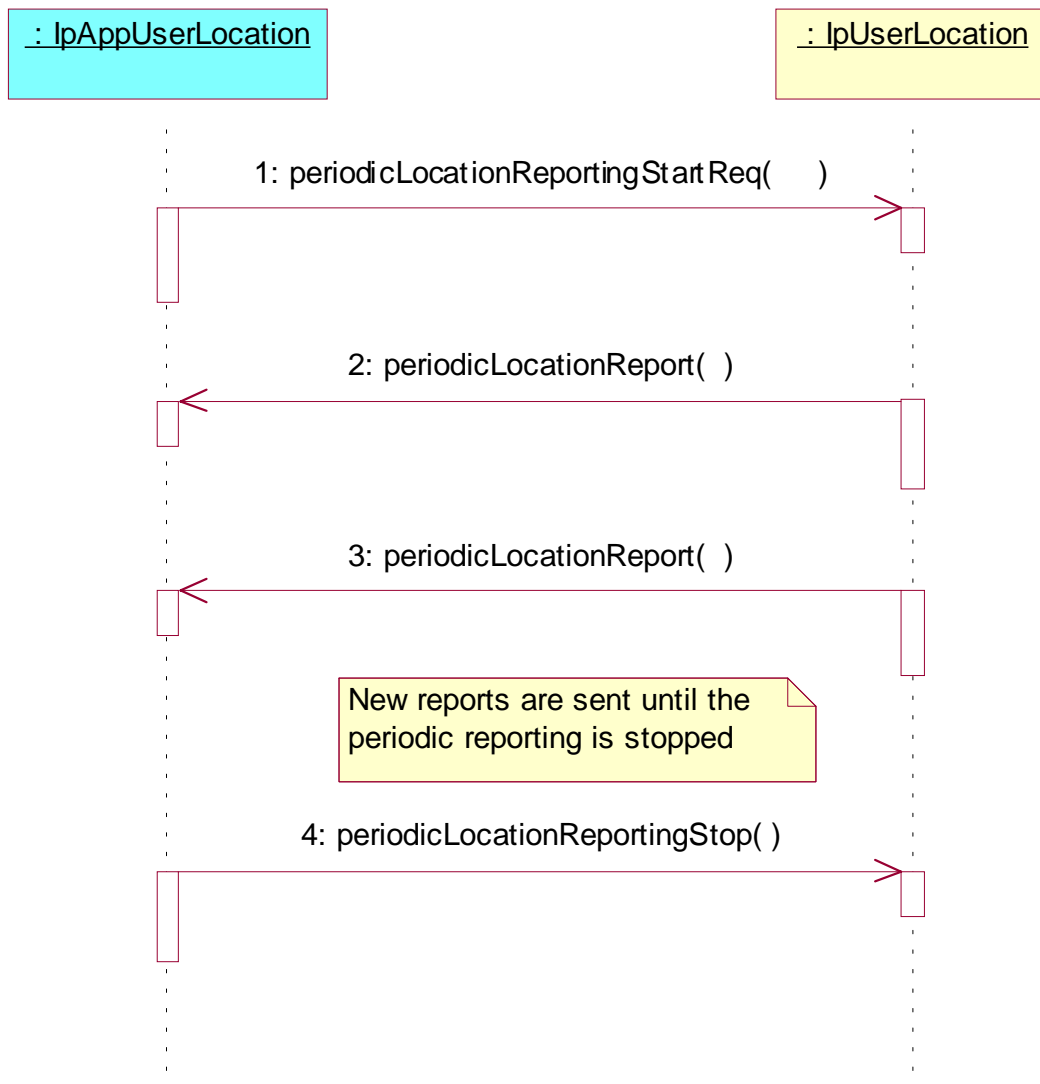 : IpAppUserLocation
: IpUserLocation
1: periodicLocationReportingStartReq( )
2: periodicLocationReport( )
3: periodicLocationReport( )
New reports are sent until the
periodic reporting is stopped
4: periodicLocationReportingStop( )